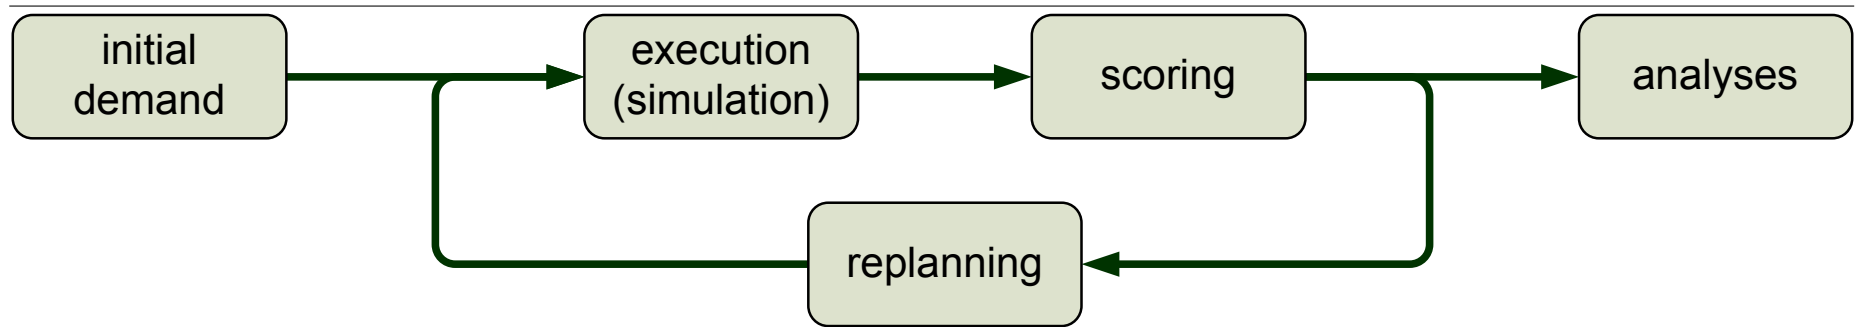 initial
demand
execution
(simulation)
scoring
analyses
replanning